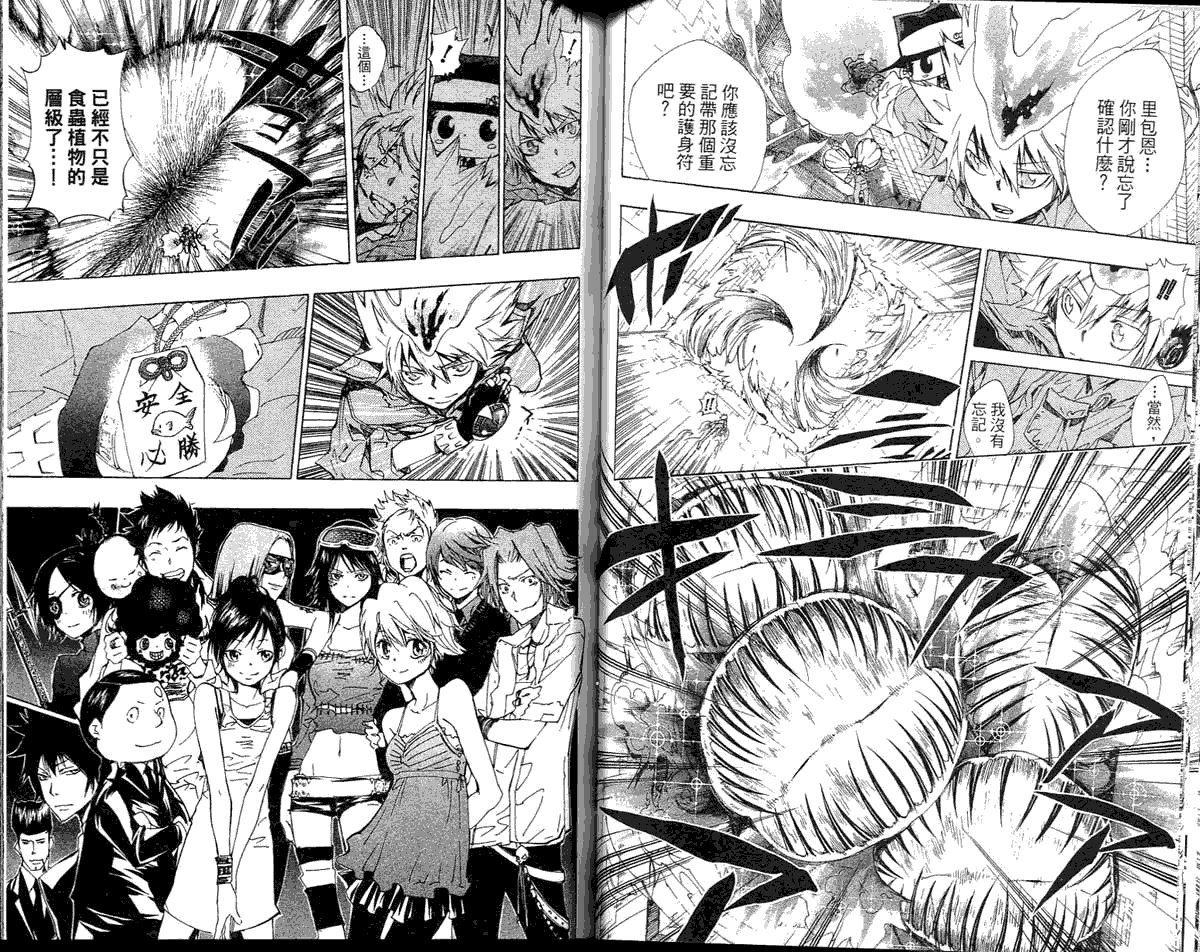 里包恩…
你剛才說忘了
確認什麼？
你應該沒忘
記帶那個重
要的護身符
吧？
!!!
…當然，
我沒有
忘記。
!!
!
!
…這個…
已經不只是
食蟲植物的
層級了…！
安全
必勝